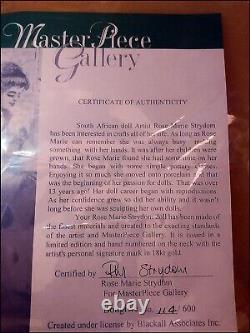 MasterPiece
Gallery
CERTIFICATE OF AUTHENTICITY
South African doll Artist Rose Marie Strydom
has been interested in crafts all of her life. As long as Rose
Marie can remember she was always busy making
something with her hands. It was after her children were
grown, that Rose Marie found she had some time on her
hands. She began with some simple pottery classes.
Enjoying it so much she moved onto porcelain
was the beginning of her passion for dolls. That was over
13 years ago!! Her doll career began with reproductions.
As her confidence grew so did her ability and it wasn't
long before she was sculpting her own dolls.
Your Rose Marie Strydom doll has been made of
the finest materials and created to the exacting standards
of the artist and Masterpiece Gallery. It is issued in a
limited edition and hand numbered on the neck with the
artist's personal signature mark in 18kt gold.
Certified by Strydom
Rose Marie Strydom
For MasterPiece Gallery
114 / 600
Created under license by Blackall Associates Inc.